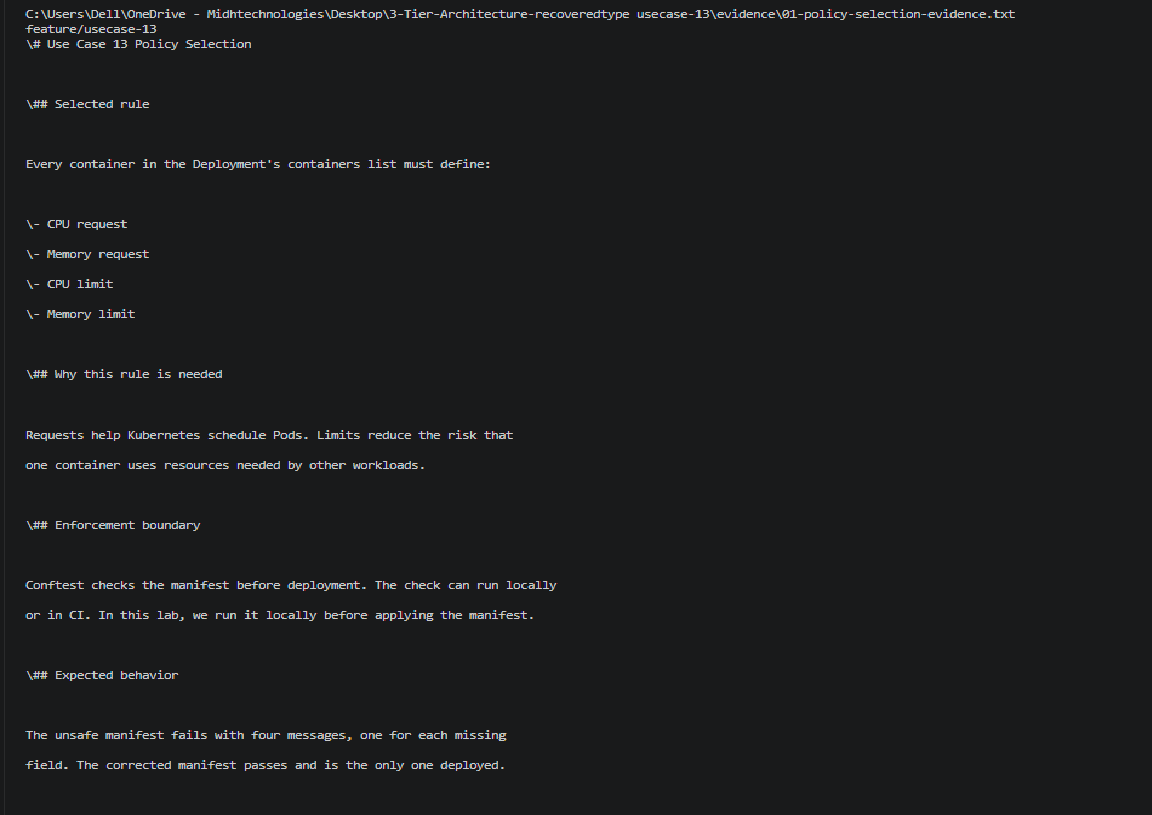 C:\Users\Dell\OneDrive - Midhtechnologies\Desktop\3-Tier-Architecture-recoveredtype usecase-13\evidence\01-policy-selection-evidence.txt
feature/usecase-13
\# Use Case 13 Policy Selection
\## Selected rule
Every container in the Deployment's containers list must define:
\- CPU request
\- Memory request
\- CPU limit
\- Memory limit
\## Why this rule is needed
Requests help Kubernetes schedule Pods. Limits reduce the risk that
one container uses resources needed by other workloads.
\## Enforcement boundary
Conftest checks the manifest before deployment. The check can run locally
or in CI. In this lab, we run it locally before applying the manifest.
\## Expected behavior
The unsafe manifest fails with four messages, one for each missing
field. The corrected manifest passes and is the only one deployed.